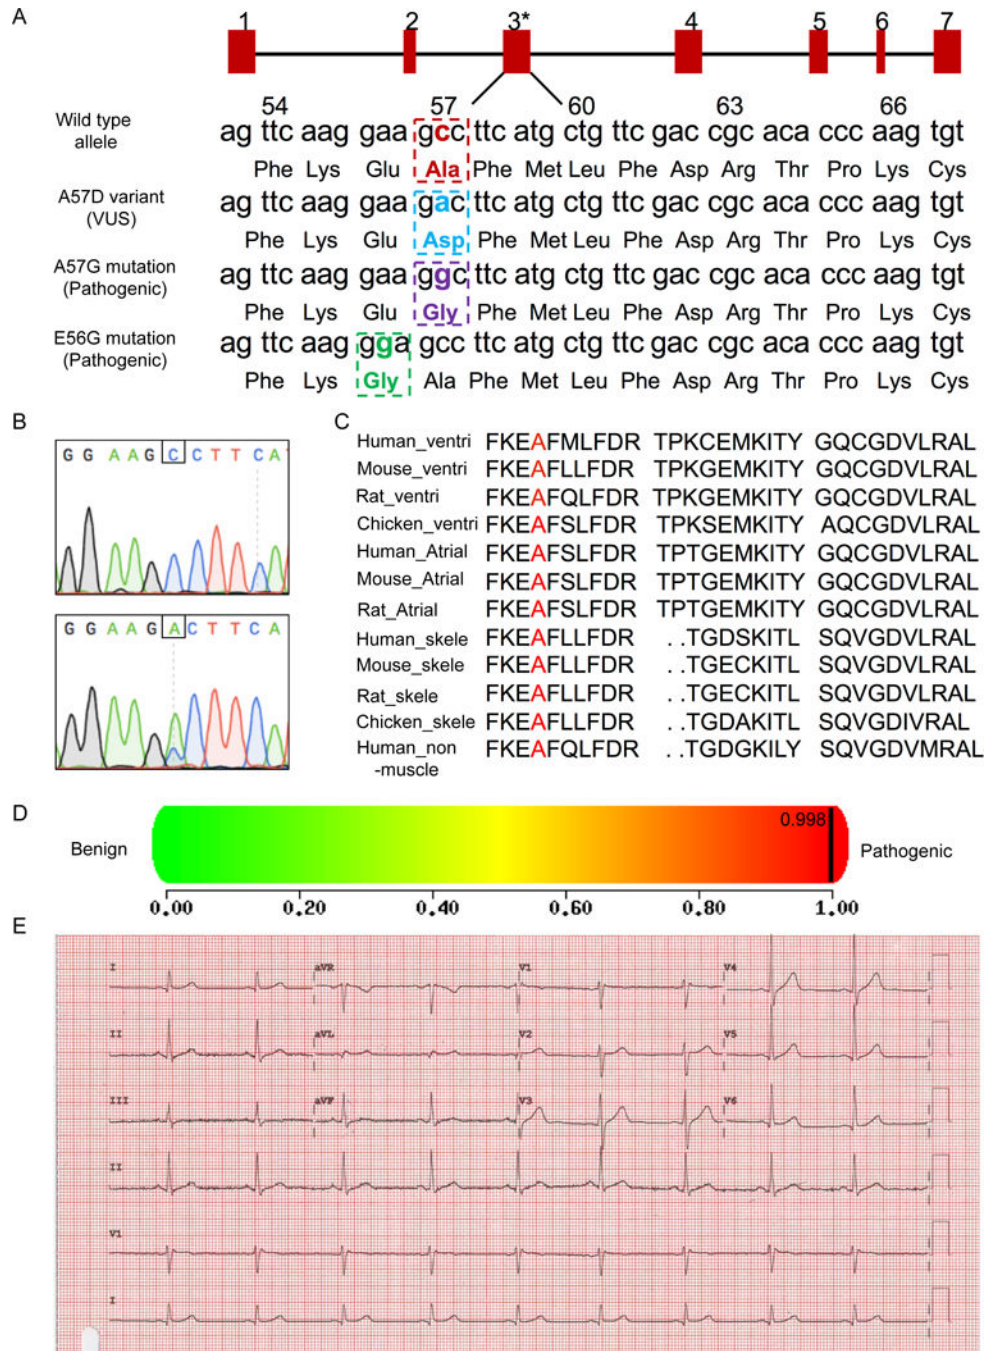 A
1 2 3* 4 5 6 7
54 57 60 63 66
Wild type
allele
ag ttc aag gaa gcc ttc atg ctg ttc gac cgc aca ccc aag tgt
Phe Lys Glu Ala Phe Met Leu Phe Asp Arg Thr Pro Lys Cys
A57D variant
(VUS)
ag ttc aag gaa gac ttc atg ctg ttc gac cgc aca ccc aag tgt
Phe Lys Glu Asp Phe Met Leu Phe Asp Arg Thr Pro Lys Cys
A57G mutation
(Pathogenic)
ag ttc aag gaa ggc ttc atg ctg ttc gac cgc aca ccc aag tgt
Phe Lys Glu Gly Phe Met Leu Phe Asp Arg Thr Pro Lys Cys
E56G mutation
(Pathogenic)
ag ttc aag gga gcc ttc atg ctg ttc gac cgc aca ccc aag tgt
Phe Lys Gly Ala Phe Met Leu Phe Asp Arg Thr Pro Lys Cys
B
G G A A G C C T T C A T
G G A A G A C T T C A
C
Human_ventri FKEAFMLFDR TPKCEMKITY GQCGDVLRAL
Mouse_ventri FKEAFLLFDR TPKGEMKITY GQCGDVLRAL
Rat_ventri FKEAFQLFDR TPKGEMKITY GQCGDVLRAL
Chicken_ventri FKEAFSLFDR TPKSEMKITY AQCGDVLRAL
Human_Atrial FKEAFSLFDR TPTGEMKITY GQCGDVLRAL
Mouse_Atrial FKEAFSLFDR TPTGEMKITY GQCGDVLRAL
Rat_Atrial FKEAFSLFDR TPTGEMKITY GQCGDVLRAL
Human_skele FKEAFLLFDR . .TGDSKITL SQVGDVLRAL
Mouse_skele FKEAFLLFDR . .TGECKITL SQVGDVLRAL
Rat_skele FKEAFLLFDR . .TGECKITL SQVGDVLRAL
Chicken_skele FKEAFLLFDR . .TGDAKITL SQVGDIVRAL
Human_non FKEAFQLFDR . .TGDGKILY SQVGDVMRAL
-muscle
D
Benign 0.998 Pathogenic
0.00 0.20 0.40 0.60 0.80 1.00
E
I aVR V1 V4
II aVL V2 V5
III aVF V3 V6
II
V1
I